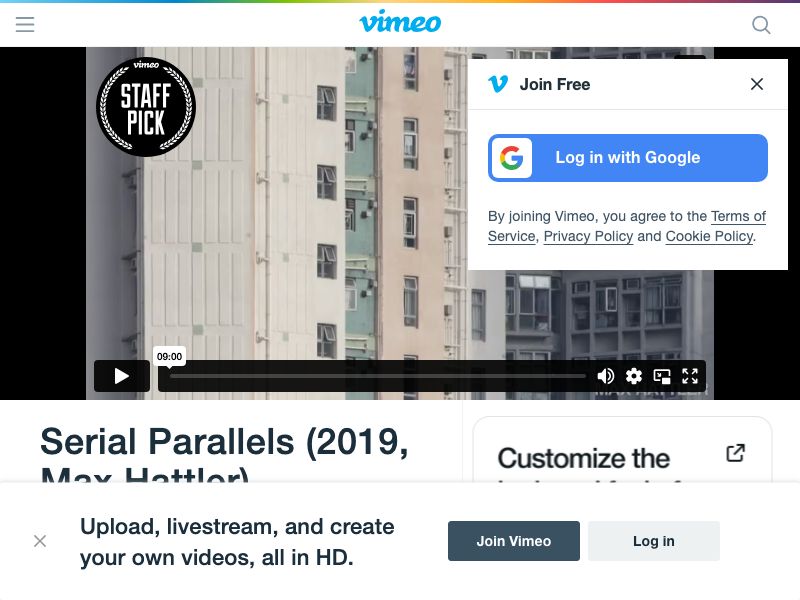 vimeo
vimeo
STAFF
PICK
Join Free
Log in with Google
By joining Vimeo, you agree to the Terms of
Service, Privacy Policy and Cookie Policy.
09:00
MAX HATTLER
Serial Parallels (2019,
Max Hattler)
Customize the
Upload, livestream, and create
your own videos, all in HD.
Join Vimeo
Log in